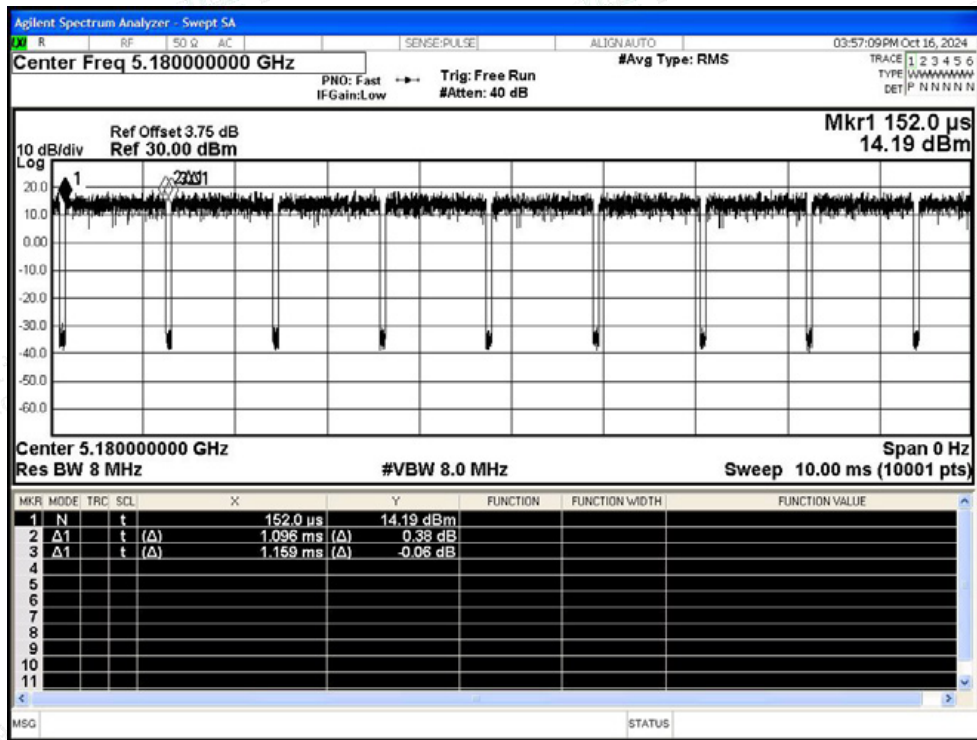 Agilent Spectrum Analyzer - Swept SA
LXI R RF 50 Ω AC SENSE:PULSE ALIGNAUTO 03:57:09PM Oct 16, 2024
Center Freq 5.180000000 GHz #Avg Type: RMS TRACE 1 2 3 4 5 6
PNO: Fast Trig: Free Run TYPE WWWWWW
IFGain:Low #Atten: 40 dB DET P N N N N N
Ref Offset 3.75 dB Mkr1 152.0 µs
10 dB/div Ref 30.00 dBm 14.19 dBm
Log
1
20.0
10.0
0.00
-10.0
-20.0
-30.0
-40.0
-50.0
-60.0
Center 5.180000000 GHz Span 0 Hz
Res BW 8 MHz #VBW 8.0 MHz Sweep 10.00 ms (10001 pts)
MKR MODE TRC SCL X Y FUNCTION FUNCTION WIDTH FUNCTION VALUE
1 N t 152.0 µs 14.19 dBm
2 Δ1 t (Δ) 1.096 ms (Δ) 0.38 dB
3 Δ1 t (Δ) 1.159 ms (Δ) -0.06 dB
4
5
6
7
8
9
10
11
MSG STATUS